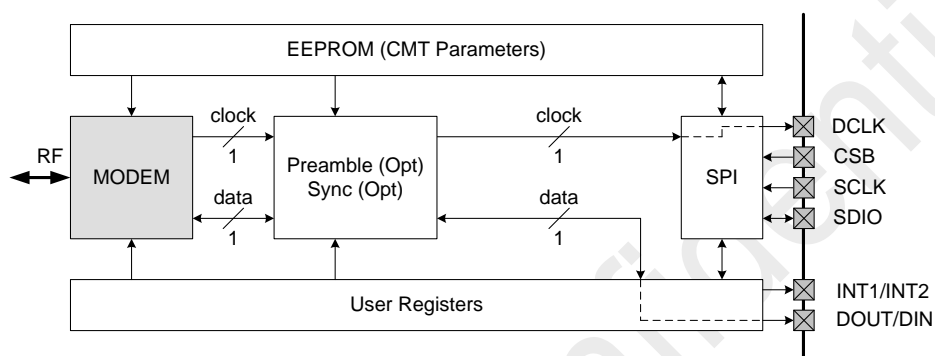 EEPROM (CMT Parameters)
RF
MODEM
clock
1
data
1
Preamble (Opt)
Sync (Opt)
clock
1
data
1
SPI
DCLK
CSB
SCLK
SDIO
User Registers
INT1/INT2
DOUT/DIN